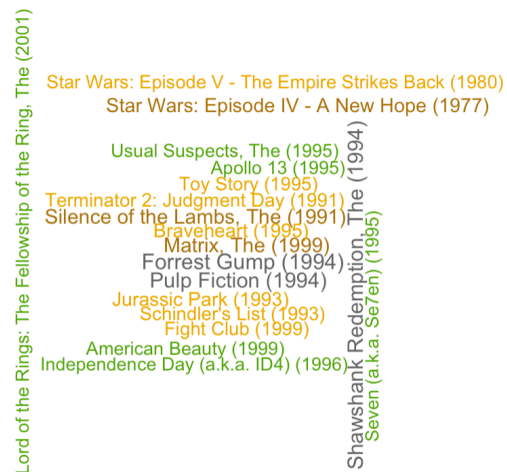 Lord of the Rings: The Fellowship of the Ring, The (2001)
Star Wars: Episode V - The Empire Strikes Back (1980)
Star Wars: Episode IV - A New Hope (1977)
Usual Suspects, The (1995)
Apollo 13 (1995)
Toy Story (1995)
Terminator 2: Judgment Day (1991)
Silence of the Lambs, The (1991)
Braveheart (1995)
Matrix, The (1999)
Forrest Gump (1994)
Pulp Fiction (1994)
Jurassic Park (1993)
Schindler's List (1993)
Fight Club (1999)
American Beauty (1999)
Independence Day (a.k.a. ID4) (1996)
Shawshank Redemption, The (1994)
Seven (a.k.a. Se7en) (1995)